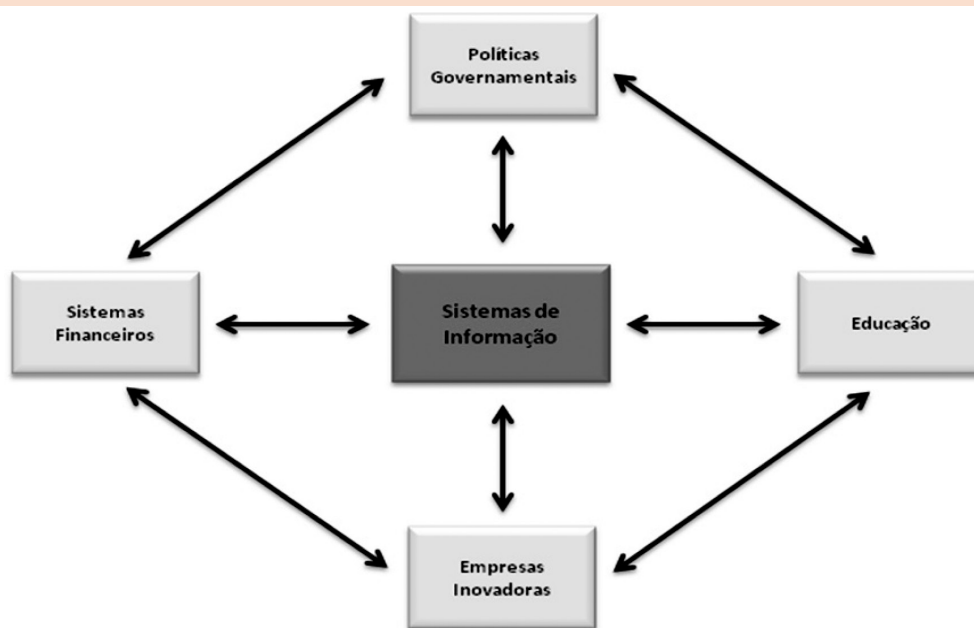 Políticas
Governamentais
Sistemas
Financeiros
Sistemas de
Informação
Educação
Empresas
Inovadoras